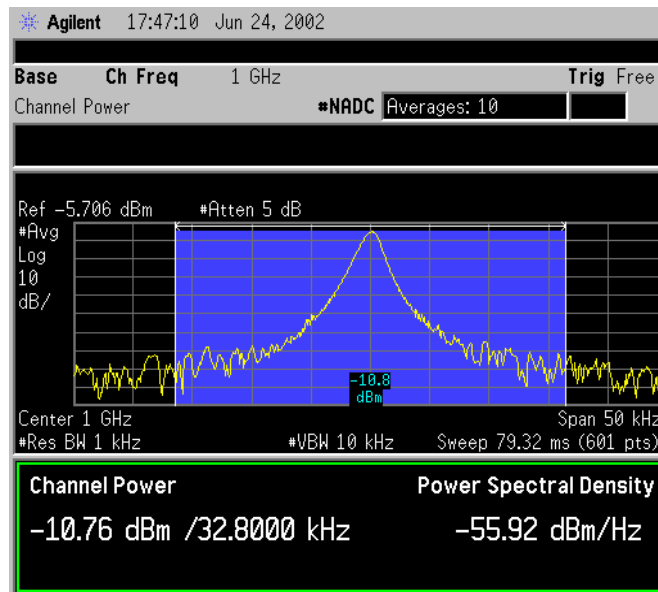 Agilent 17:47:10 Jun 24, 2002
Base Ch Freq 1 GHz Trig Free
Channel Power #NADC Averages: 10
Ref -5.706 dBm #Atten 5 dB
#Avg
Log
10
dB/
-10.8
dBm
Center 1 GHz Span 50 kHz
#Res BW 1 kHz #VBW 10 kHz Sweep 79.32 ms (601 pts)
Channel Power Power Spectral Density
-10.76 dBm /32.8000 kHz -55.92 dBm/Hz